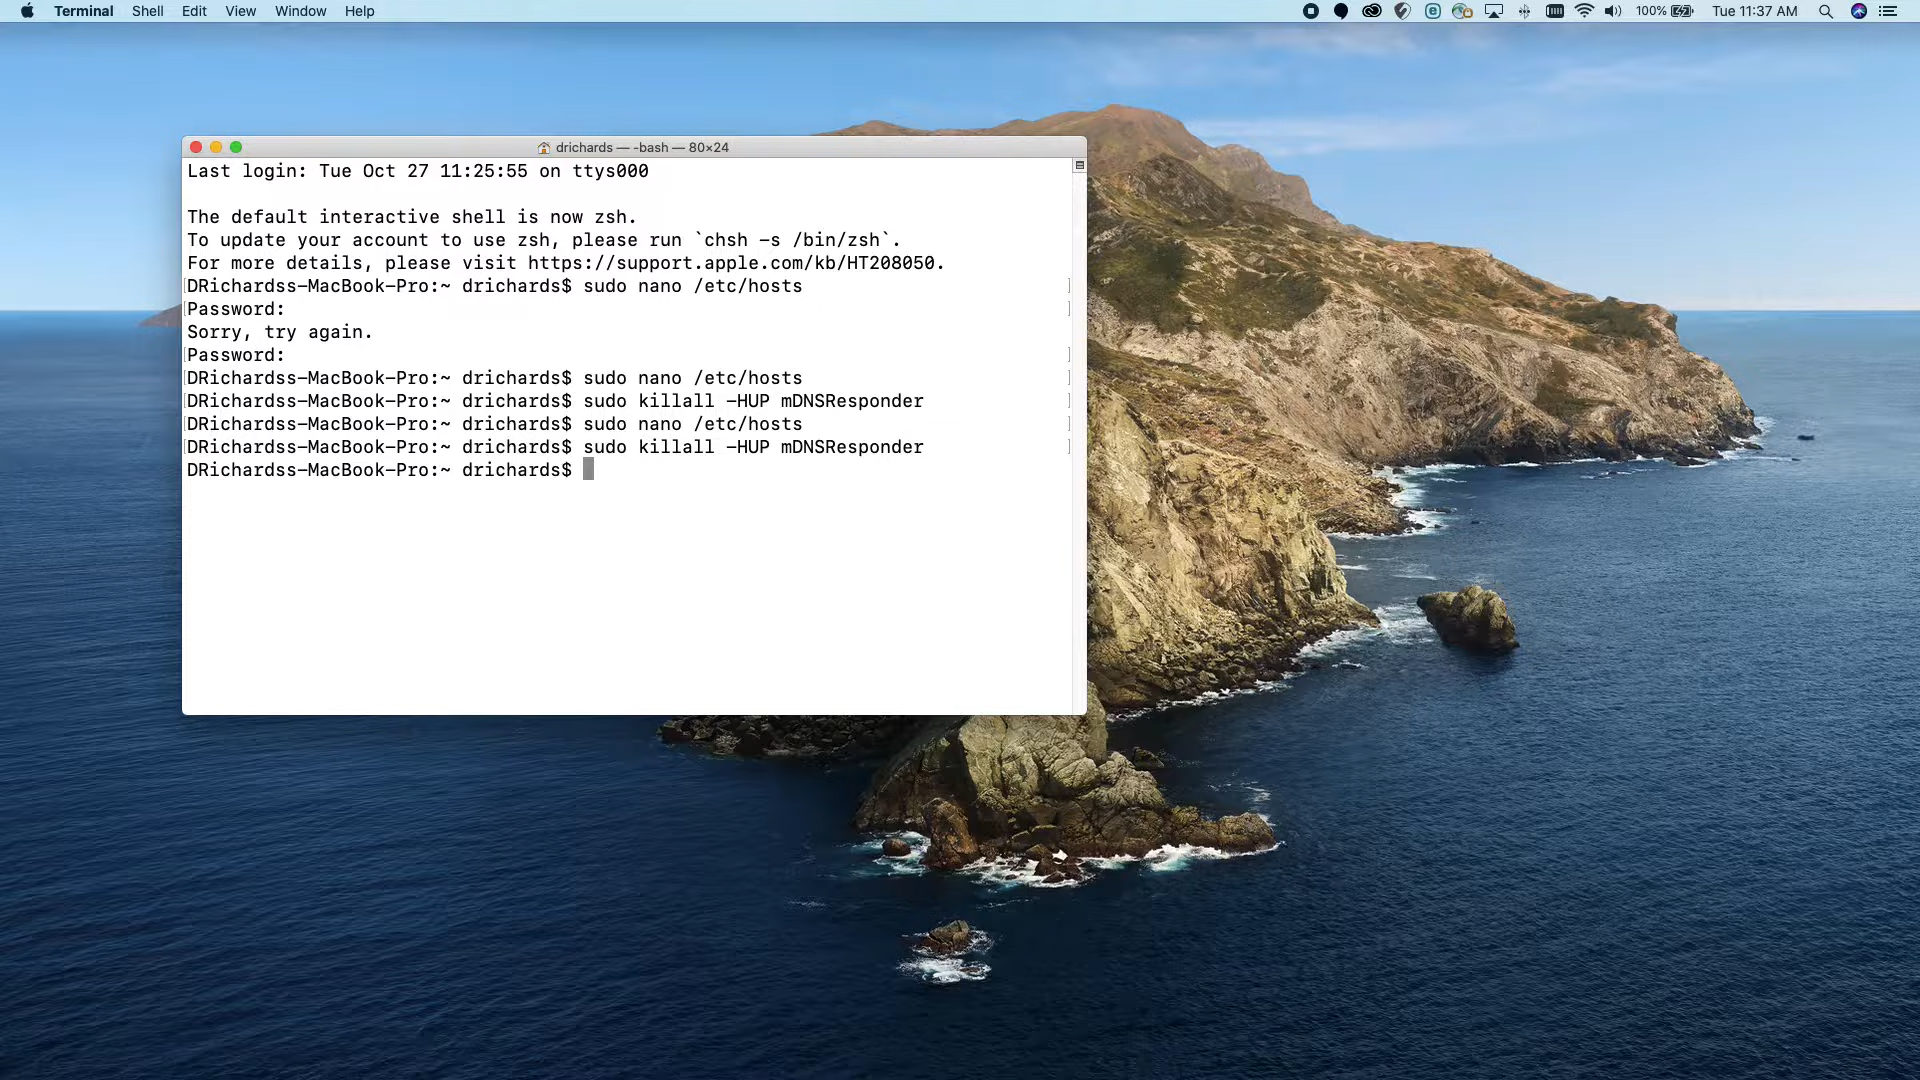 Terminal Shell Edit View Window Help 100% Tue 11:37 AM
drichards — -bash — 80×24
Last login: Tue Oct 27 11:25:55 on ttys000
The default interactive shell is now zsh.
To update your account to use zsh, please run `chsh -s /bin/zsh`.
For more details, please visit https://support.apple.com/kb/HT208050.
[DRichardss-MacBook-Pro:~ drichards$ sudo nano /etc/hosts ]
[Password: ]
Sorry, try again.
[Password: ]
[DRichardss-MacBook-Pro:~ drichards$ sudo nano /etc/hosts ]
[DRichardss-MacBook-Pro:~ drichards$ sudo killall -HUP mDNSResponder ]
[DRichardss-MacBook-Pro:~ drichards$ sudo nano /etc/hosts ]
[DRichardss-MacBook-Pro:~ drichards$ sudo killall -HUP mDNSResponder ]
DRichardss-MacBook-Pro:~ drichards$